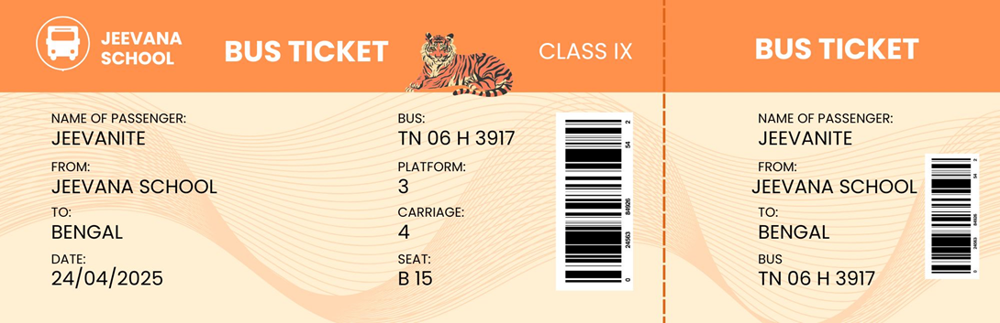 JEEVANA
SCHOOL
BUS TICKET
CLASS IX
NAME OF PASSENGER:
JEEVANITE
FROM:
JEEVANA SCHOOL
TO:
BENGAL
DATE:
24/04/2025
BUS:
TN 06 H 3917
PLATFORM:
3
CARRIAGE:
4
SEAT:
B 15
0 24563 84926 54 2
BUS TICKET
NAME OF PASSENGER:
JEEVANITE
FROM:
JEEVANA SCHOOL
TO:
BENGAL
BUS
TN 06 H 3917
0 24563 84926 54 2